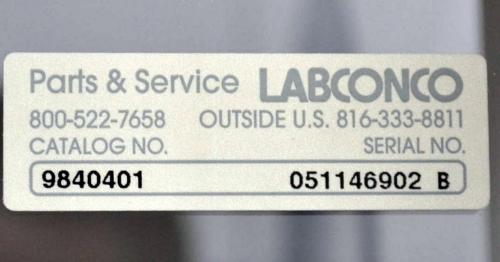 Parts & Service LABCONCO
800-522-7658 OUTSIDE U.S. 816-333-8811
CATALOG NO. SERIAL NO.
9840401 051146902 B